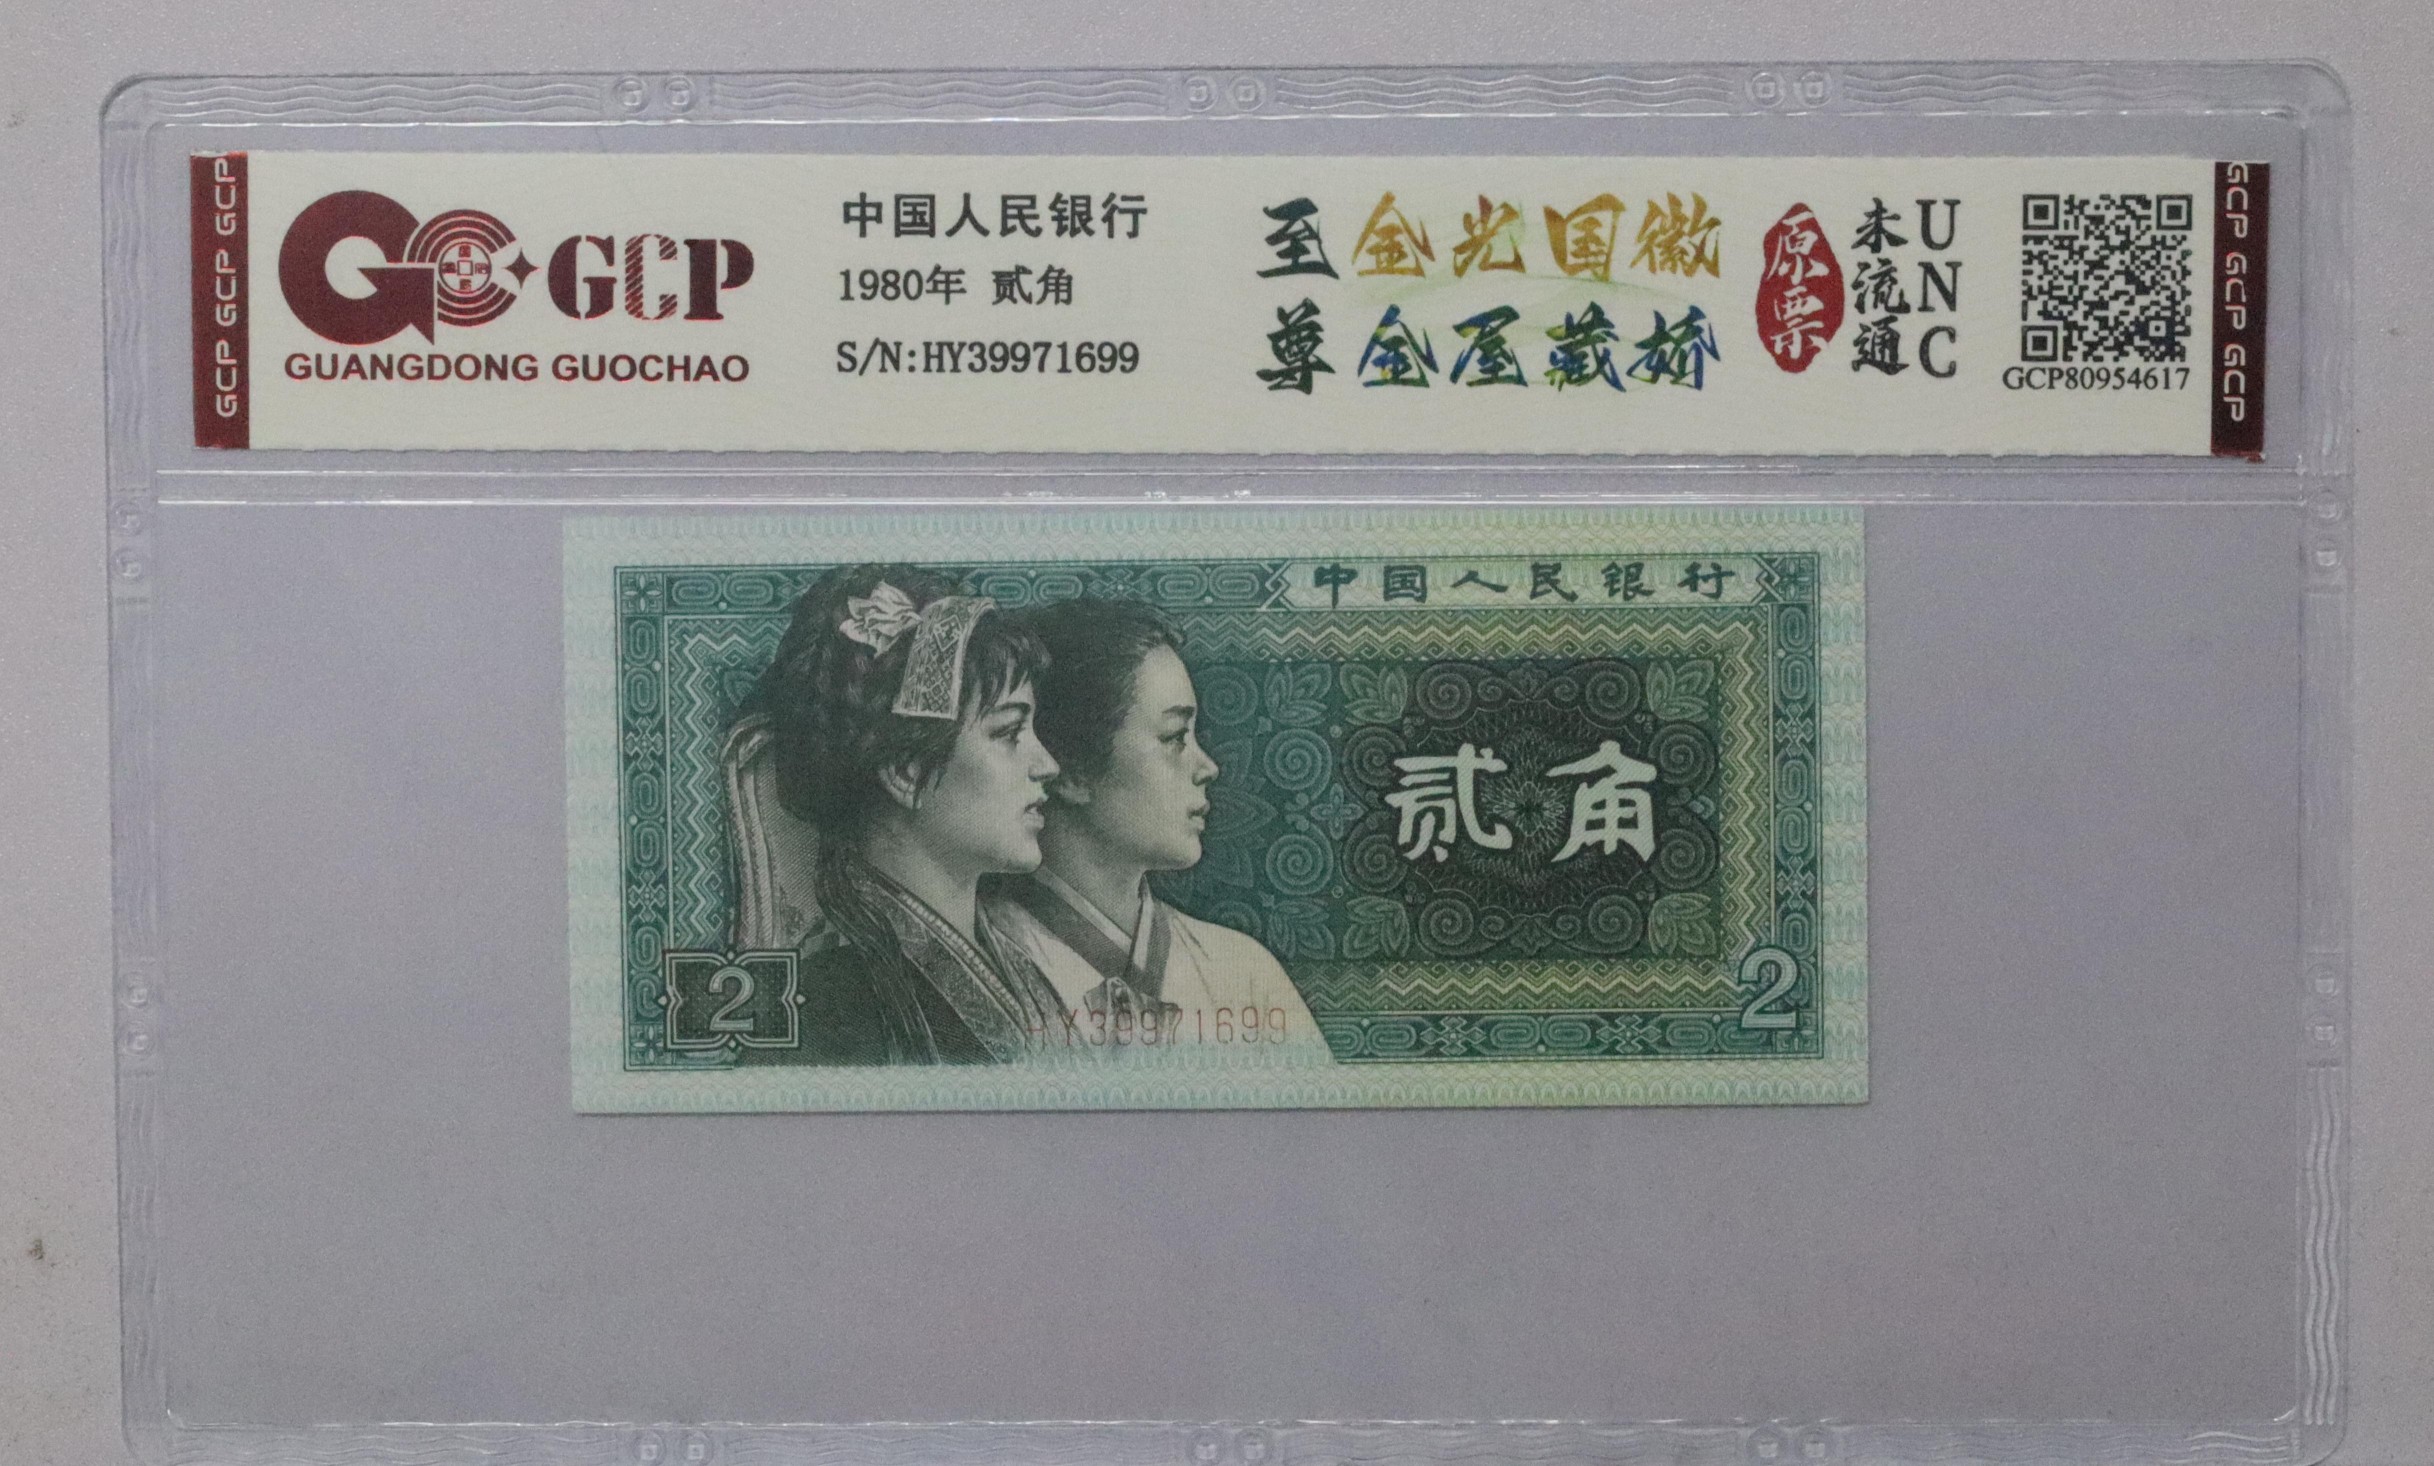 GCP GCP GCP
GCP
GUANGDONG GUOCHAO
中国人民银行
1980年 贰角
S/N:HY39971699
至尊
金光国徽
金屋藏娇
原票
未流通
UNC
GCP80954617
GCP GCP GCP
中国人民银行
贰角
2
HY39971699
2